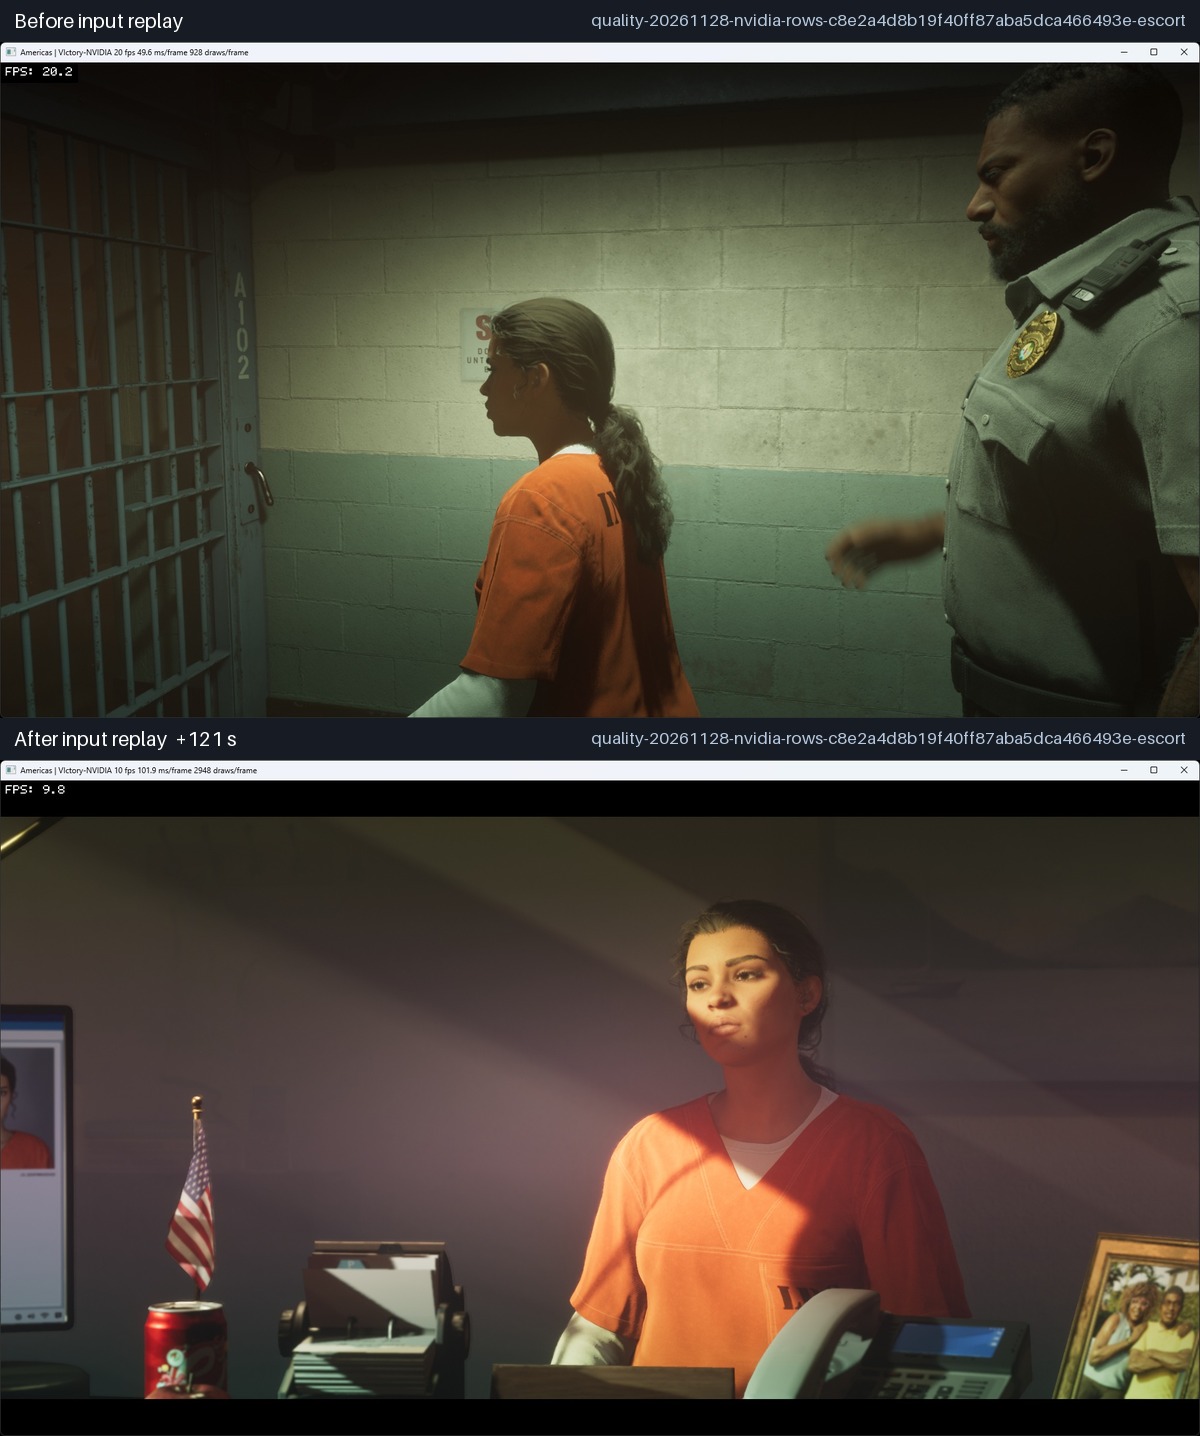 Before input replay
quality-20261128-nvidia-rows-c8e2a4d8b19f40ff87aba5dca466493e-escort
Americas | VIctory-NVIDIA 20 fps 49.6 ms/frame 928 draws/frame
FPS: 20.2
A102
After input replay +121 s
quality-20261128-nvidia-rows-c8e2a4d8b19f40ff87aba5dca466493e-escort
Americas | VIctory-NVIDIA 10 fps 101.9 ms/frame 2948 draws/frame
FPS: 9.8